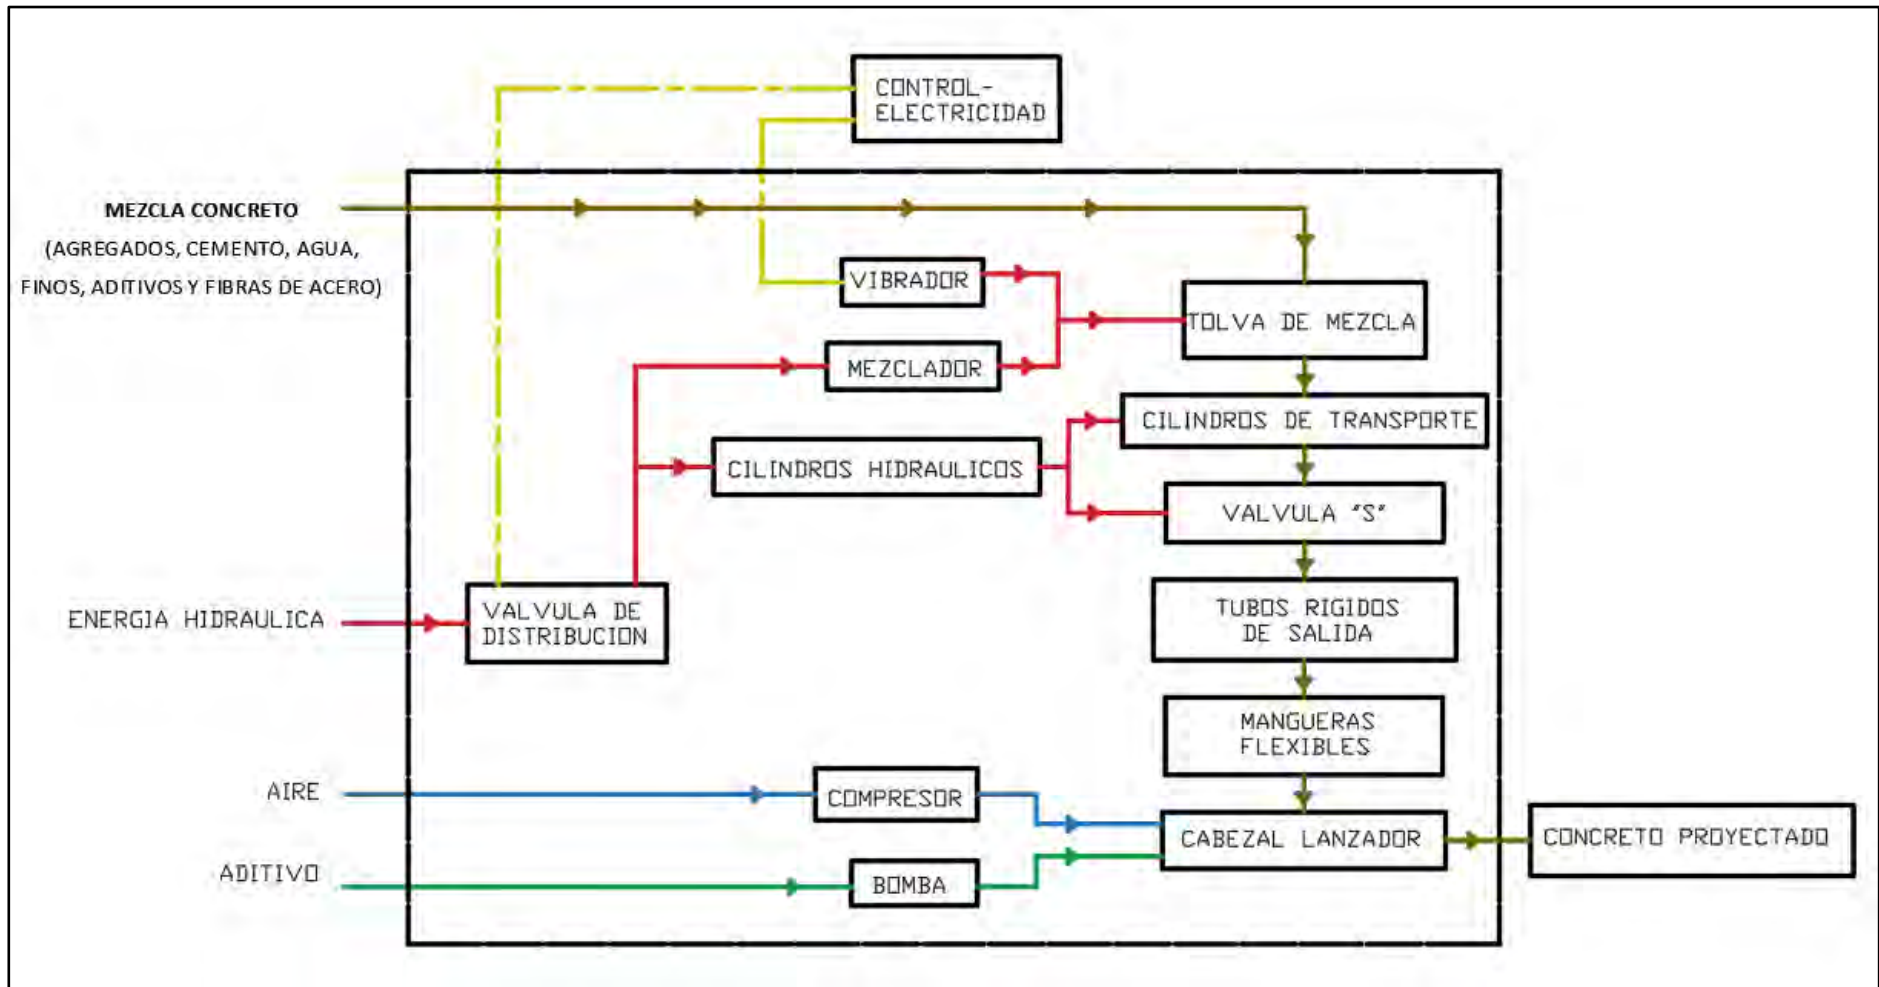 CONTROL-
ELECTRICIDAD
MEZCLA CONCRETO
(AGREGADOS, CEMENTO, AGUA,
FINOS, ADITIVOS Y FIBRAS DE ACERO)
VIBRADOR
TOLVA DE MEZCLA
MEZCLADOR
CILINDROS DE TRANSPORTE
CILINDROS HIDRAULICOS
VALVULA "S"
ENERGIA HIDRAULICA
VALVULA DE
DISTRIBUCION
TUBOS RIGIDOS
DE SALIDA
MANGUERAS
FLEXIBLES
AIRE
COMPRESOR
CABEZAL LANZADOR
CONCRETO PROYECTADO
ADITIVO
BOMBA